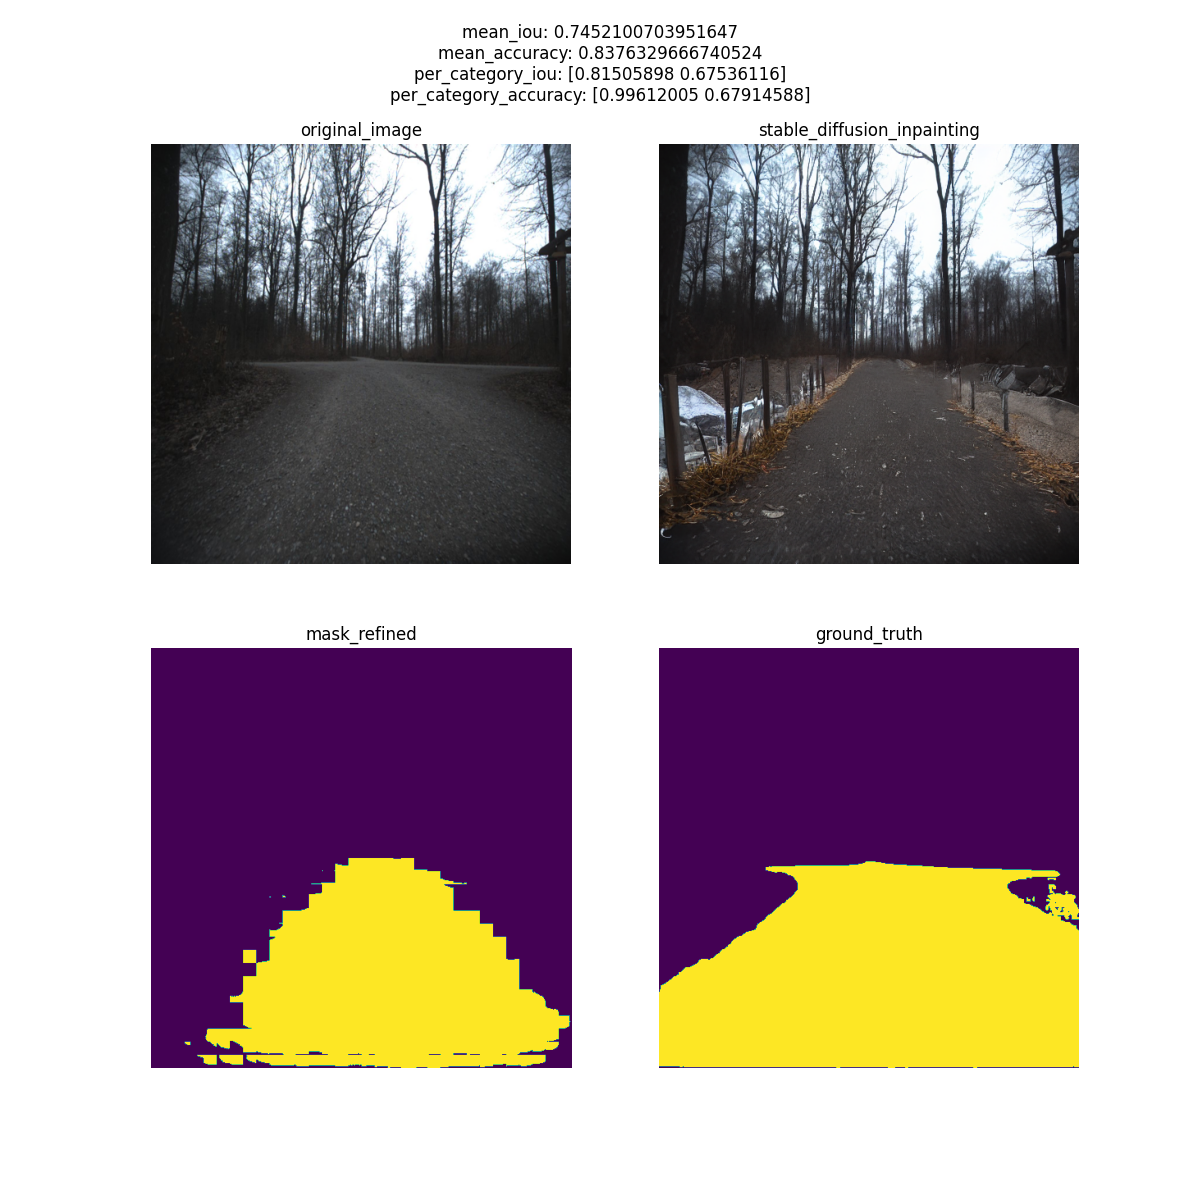 mean_iou: 0.7452100703951647
mean_accuracy: 0.8376329666740524
per_category_iou: [0.81505898 0.67536116]
per_category_accuracy: [0.99612005 0.67914588]
original_image
stable_diffusion_inpainting
mask_refined
ground_truth